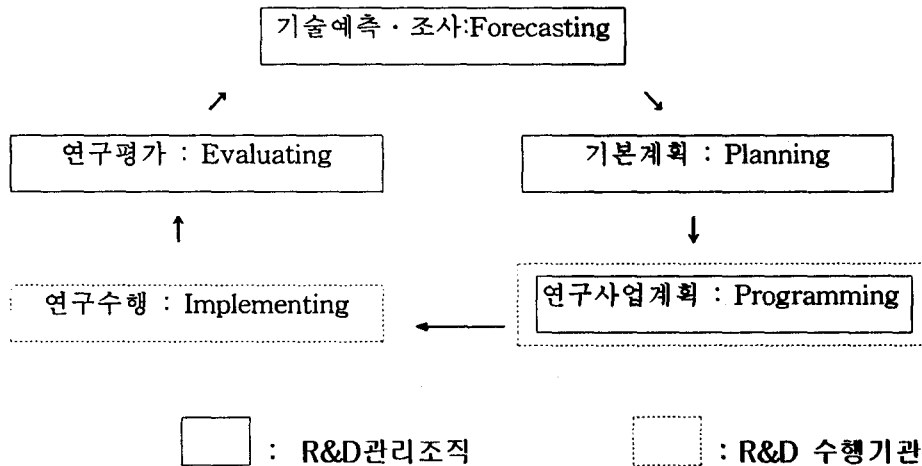 기술예측 · 조사:Forecasting
연구평가 : Evaluating
기본계획 : Planning
연구수행 : Implementing
연구사업계획 : Programming
: R&D관리조직
: R&D 수행기관